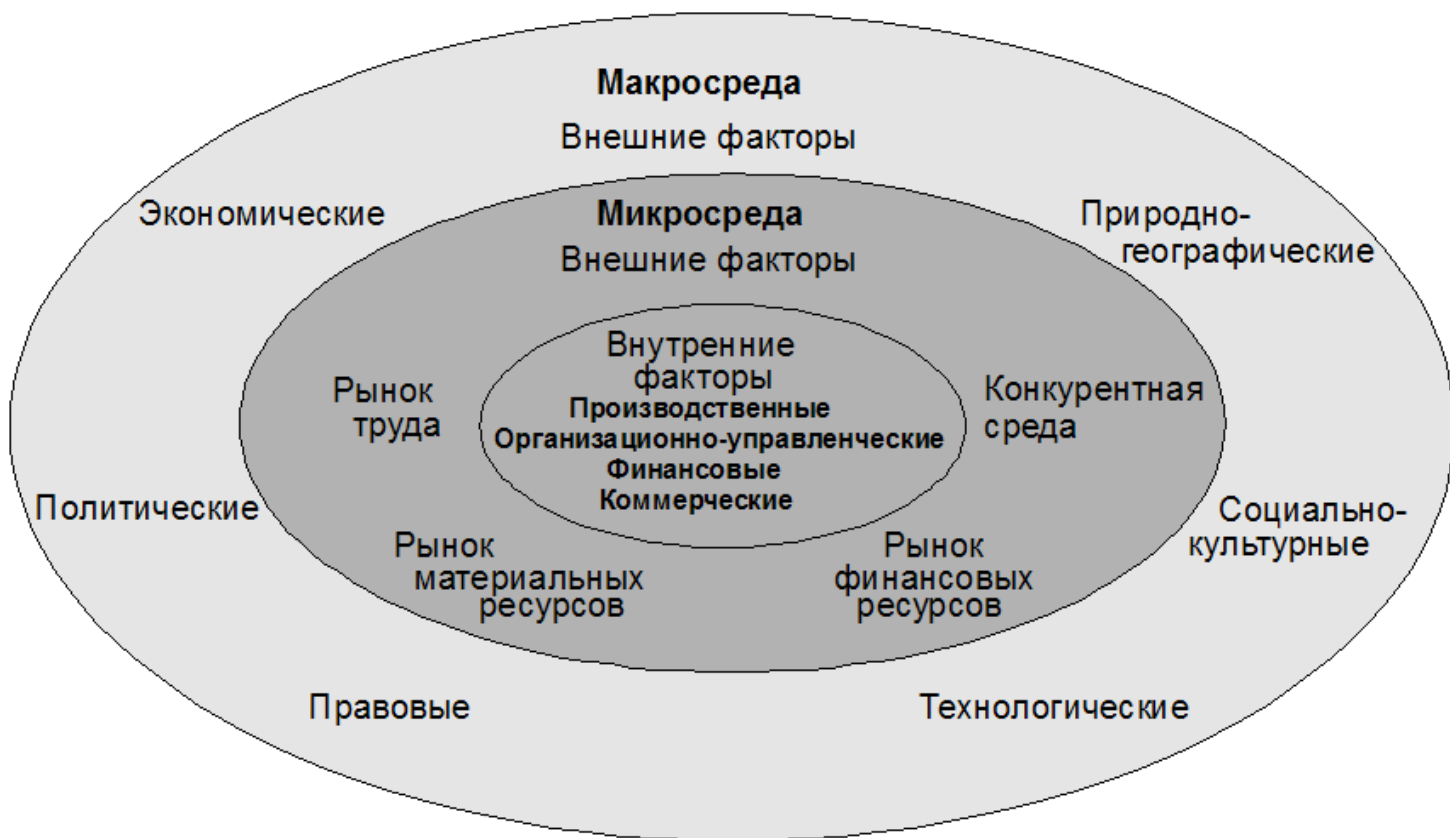 Макросреда
Внешние факторы
Экономические
Природно-
географические
Микросреда
Внешние факторы
Внутренние
факторы
Производственные
Организационно-управленческие
Финансовые
Коммерческие
Рынок
труда
Конкурентная
среда
Политические
Социально-
культурные
Рынок
материальных
ресурсов
Рынок
финансовых
ресурсов
Правовые
Технологические